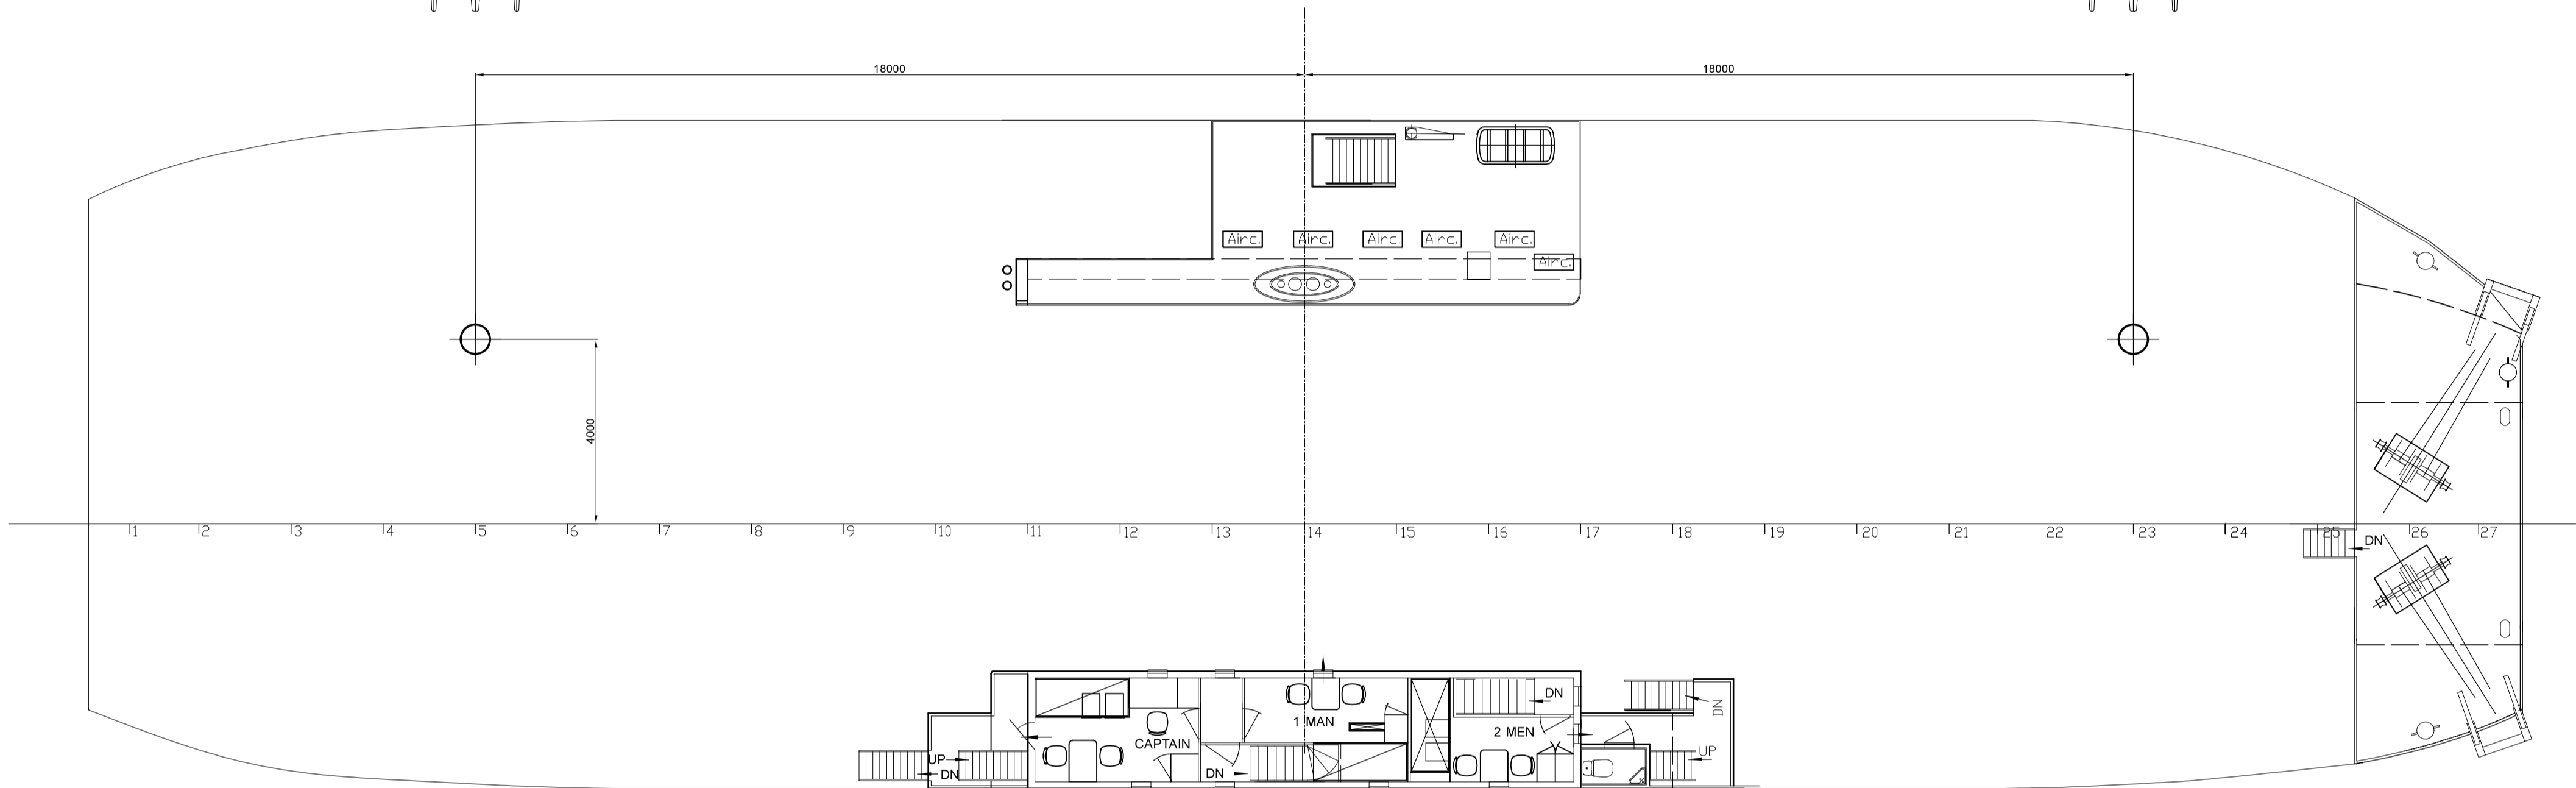 18000 18000
Airc. Airc. Airc. Airc. Airc.
Airc.
4000
1 2 3 4 5 6 7 8 9 10 11 12 13 14 15 16 17 18 19 20 21 22 23 24 25 26 27
DN
DN
DN
1 MAN
2 MEN
CAPTAIN
UP
UP
DN
DN